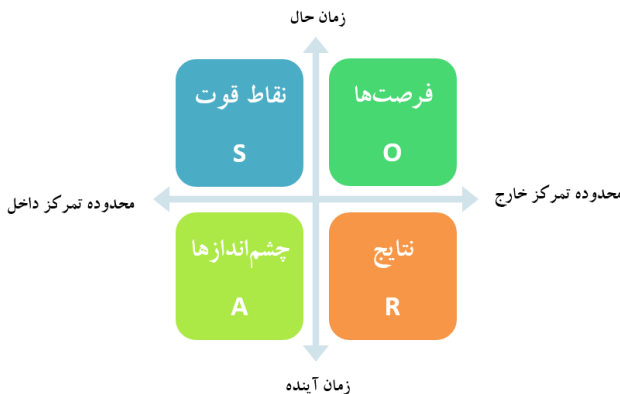 زمان حال
فرصت‌ها
O
نقاط قوت
S
محدوده تمرکز خارج
محدوده تمرکز داخل
نتایج
R
چشم‌اندازها
A
زمان آینده